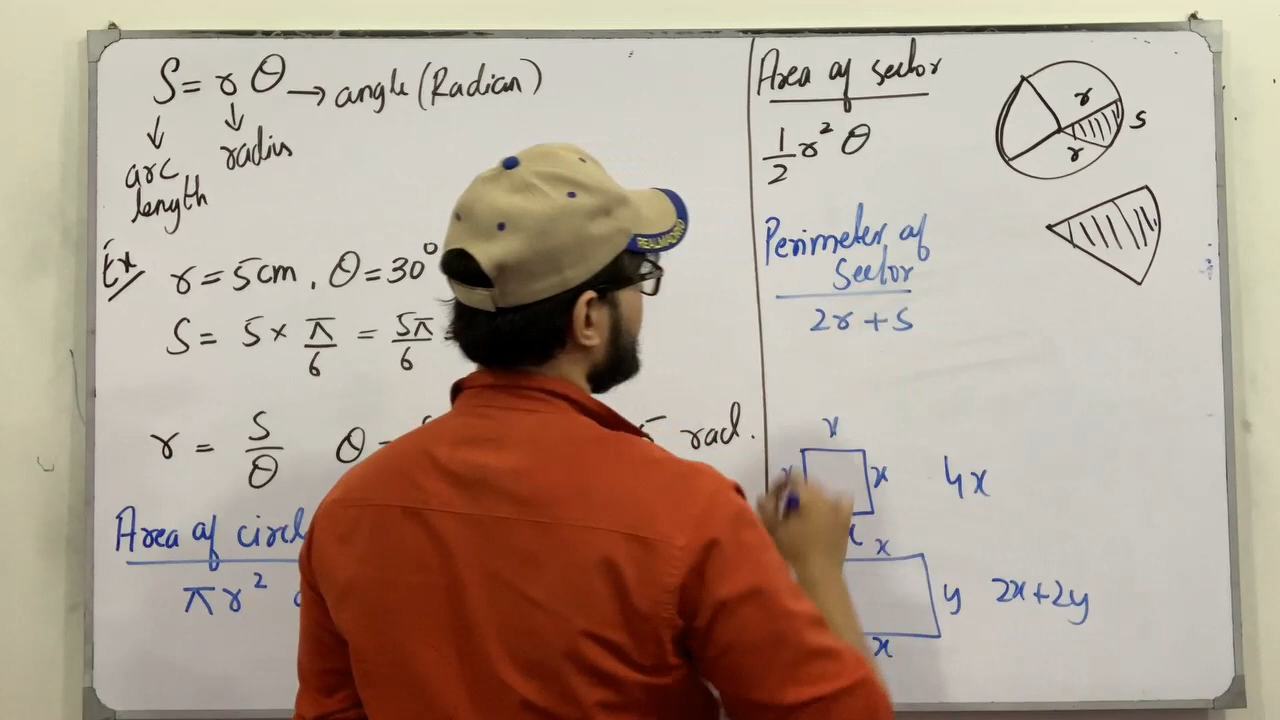 S = r θ → angle (Radian)
↓ ↓
arc radius
length
Ex
r = 5cm , θ = 30°
S = 5 × π/6 = 5π/6 =
r = S/θ θ = rad.
Area of circl
πr²
Area of sector
1/2 r² θ
r
r
S
Perimeter of
Sector
2r + S
x
x
x
4x
x
y
2x+2y
x
REALMADRID